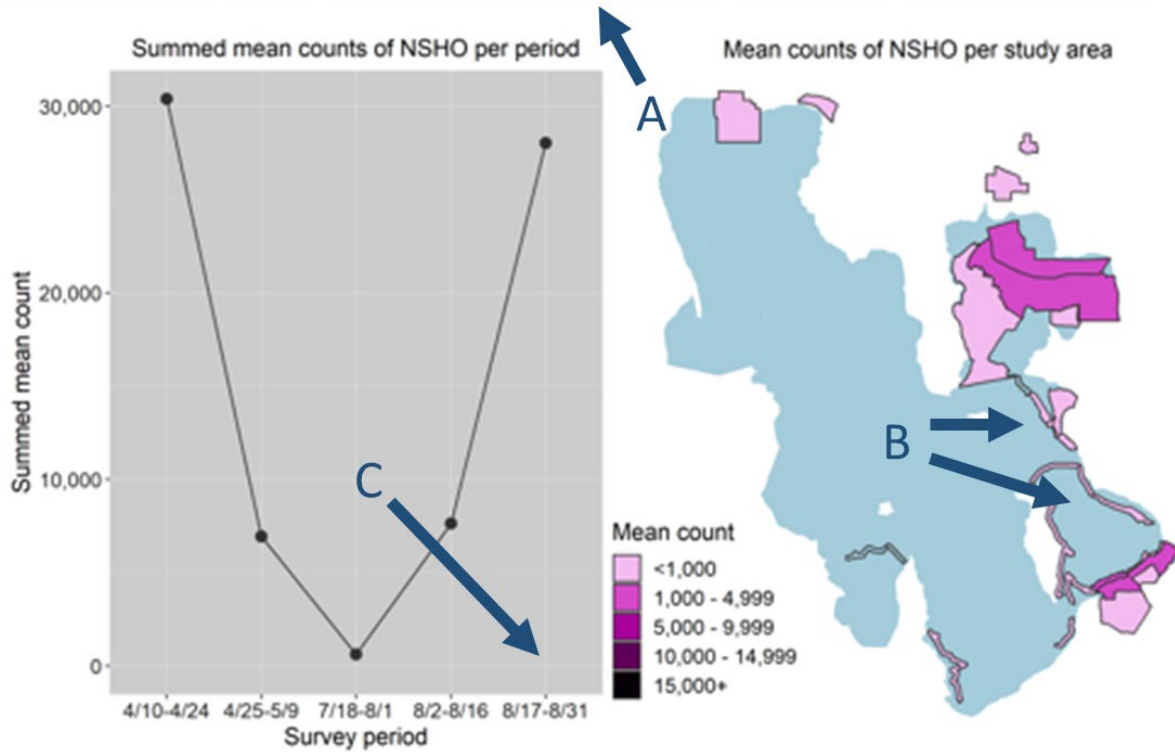 Summed mean counts of NSHO per period
Summed mean count
30,000
20,000
10,000
0
4/10-4/24 4/25-5/9 7/18-8/1 8/2-8/16 8/17-8/31
Survey period
C
Mean counts of NSHO per study area
A
B
Mean count
<1,000
1,000 - 4,999
5,000 - 9,999
10,000 - 14,999
15,000+